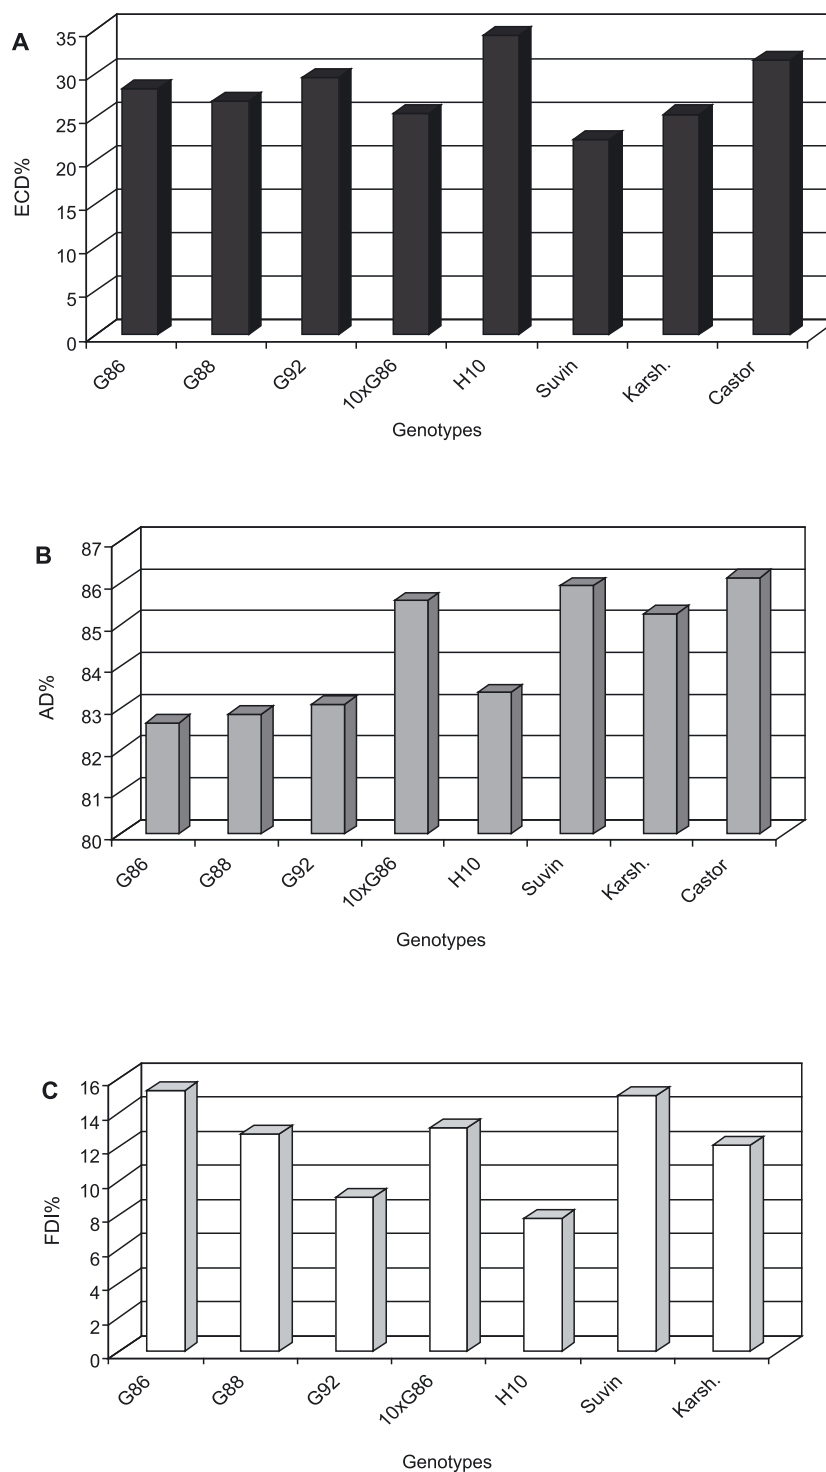 A
35
30
25
20
15
10
5
0
ECD%
G86 G88 G92 10xG86 H10 Suvin Karsh. Castor
Genotypes
B
87
86
85
84
83
82
81
80
AD%
G86 G88 G92 10xG86 H10 Suvin Karsh. Castor
Genotypes
C
16
14
12
10
8
6
4
2
0
FDI%
G86 G88 G92 10xG86 H10 Suvin Karsh.
Genotypes